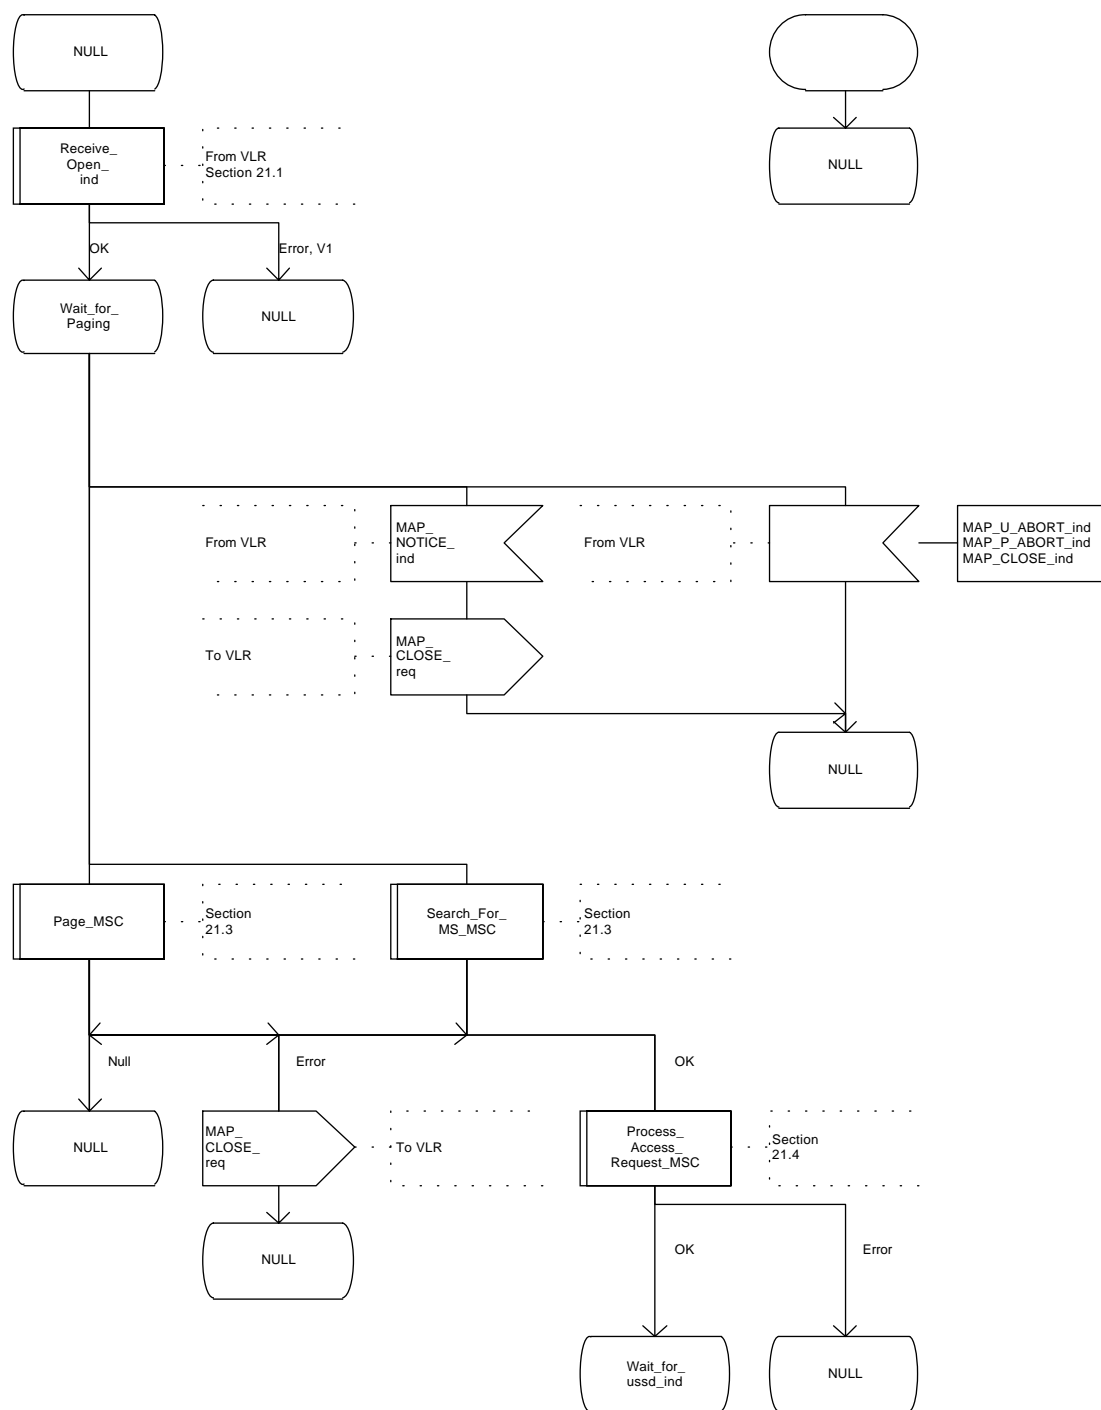 NULL
Receive_
Open_
ind
From VLR
Section 21.1
NULL
OK
Error, V1
Wait_for_
Paging
NULL
From VLR
MAP_
NOTICE_
ind
From VLR
MAP_U_ABORT_ind
MAP_P_ABORT_ind
MAP_CLOSE_ind
To VLR
MAP_
CLOSE_
req
NULL
Page_MSC
Section
21.3
Search_For_
MS_MSC
Section
21.3
Null
Error
OK
NULL
MAP_
CLOSE_
req
To VLR
Process_
Access_
Request_MSC
Section
21.4
NULL
OK
Error
Wait_for_
ussd_ind
NULL